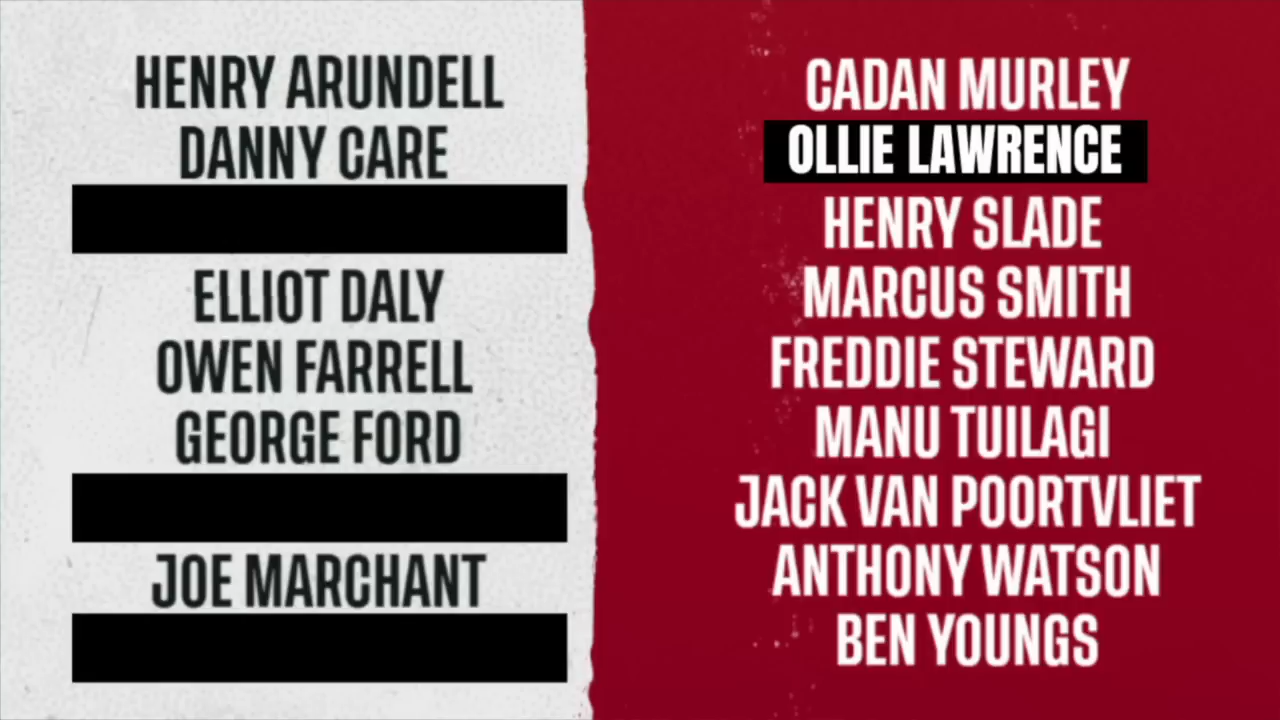 HENRY ARUNDELL
DANNY CARE
ELLIOT DALY
OWEN FARRELL
GEORGE FORD
JOE MARCHANT
CADAN MURLEY
OLLIE LAWRENCE
HENRY SLADE
MARCUS SMITH
FREDDIE STEWARD
MANU TUILAGI
JACK VAN POORTVLIET
ANTHONY WATSON
BEN YOUNGS